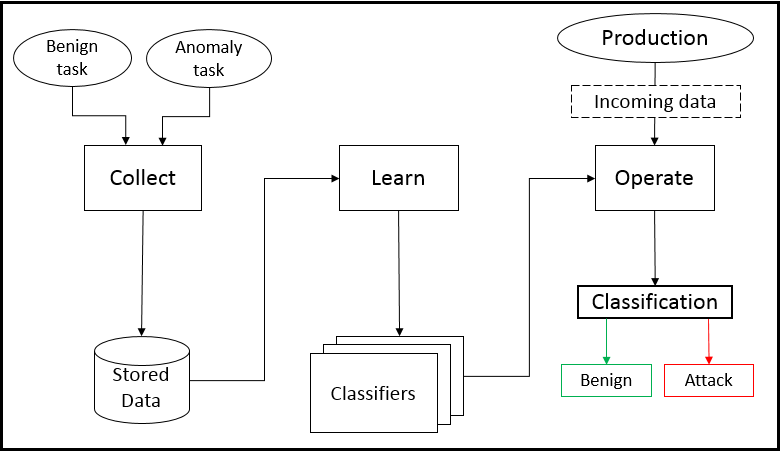 Benign
task
Anomaly
task
Production
Incoming data
Collect
Learn
Operate
Classification
Stored
Data
Classifiers
Benign
Attack